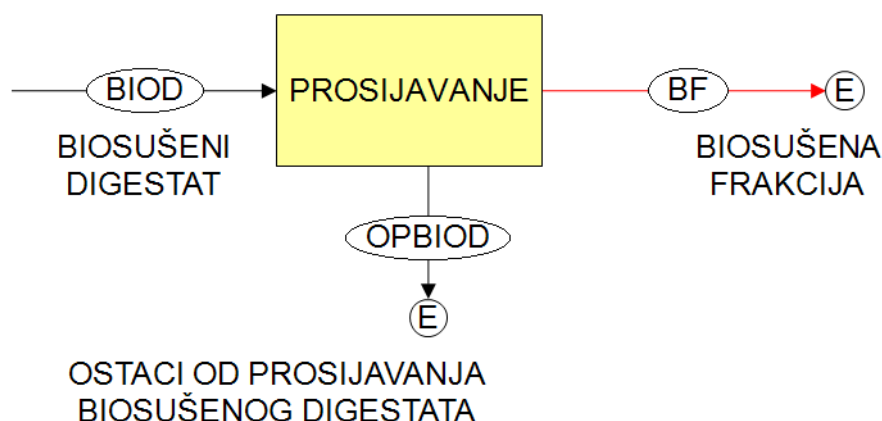 BIOD
PROSIJAVANJE
BF
E
BIOSUŠENI
DIGESTAT
BIOSUŠENA
FRAKCIJA
OPBIOD
E
OSTACI OD PROSIJAVANJA
BIOSUŠENOG DIGESTATA